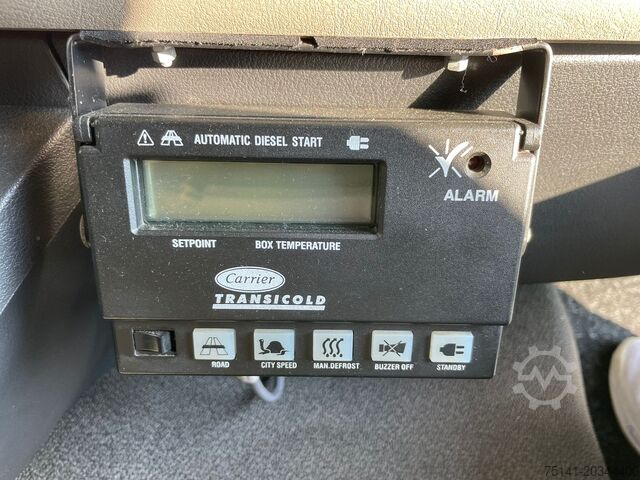 AUTOMATIC DIESEL START
ALARM
SETPOINT BOX TEMPERATURE
Carrier
TRANSICOLD
ROAD CITY SPEED MAN.DEFROST BUZZER OFF STANDBY